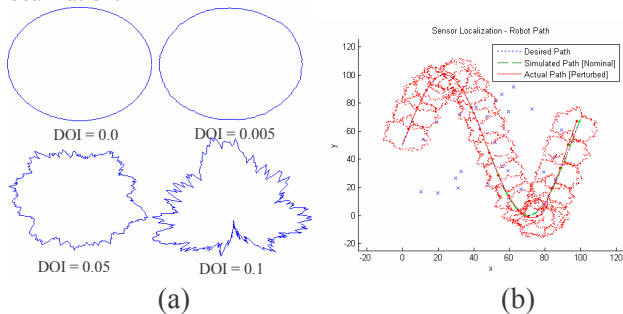 DOI = 0.0
DOI = 0.005
DOI = 0.05
DOI = 0.1
(a)
Sensor Localization - Robot Path
Desired Path
Simulated Path [Nominal]
Actual Path [Perturbed]
120
100
80
60
40
20
0
-20
y
-20 0 20 40 60 80 100 120
x
(b)